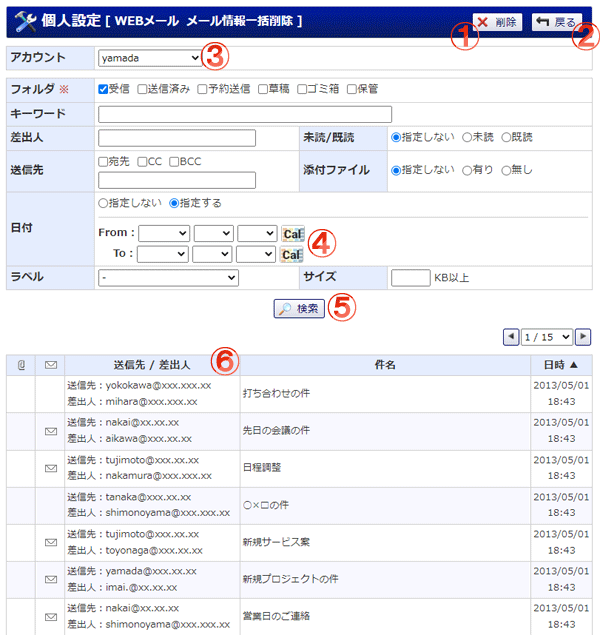 個人設定 [ WEBメール メール情報一括削除 ]
① 削除 戻る ②
アカウント yamada ③
フォルダ ※ 受信 送信済み 予約送信 草稿 ゴミ箱 保管
キーワード
差出人 未読/既読 指定しない 未読 既読
送信先 宛先 CC BCC 添付ファイル 指定しない 有り 無し
日付 指定しない 指定する
From : Cal ④
To : Cal
ラベル - サイズ KB以上
検索 ⑤
1 / 15
送信先 / 差出人 ⑥ 件名 日時 ▲
送信先：yokokawa@xxx.xxx.xx 打ち合わせの件 2013/05/01
差出人：mihara@xxx.xxx.xx 18:43
送信先：nakai@xx.xx.xx 先日の会議の件 2013/05/01
差出人：aikawa@xxx.xx.xx 18:43
送信先：tujimoto@xxx.xx.xx 日程調整 2013/05/01
差出人：nakamura@xxx.xxx.xx 18:43
送信先：tanaka@xxx.xx.xx ○×□の件 2013/05/01
差出人：shimonoyama@xxx.xxx.xx 18:43
送信先：tujimoto@xxx.xx.xx 新規サービス案 2013/05/01
差出人：toyonaga@xxx.xx.xx 18:43
送信先：yamada@xxx.xx.xx 新規プロジェクトの件 2013/05/01
差出人：imai.@xx.xx.xx 18:43
送信先：nakai@xx.xx.xx 営業日のご連絡 2013/05/01
差出人：shimonoyama@xxx.xxx.xx 18:43